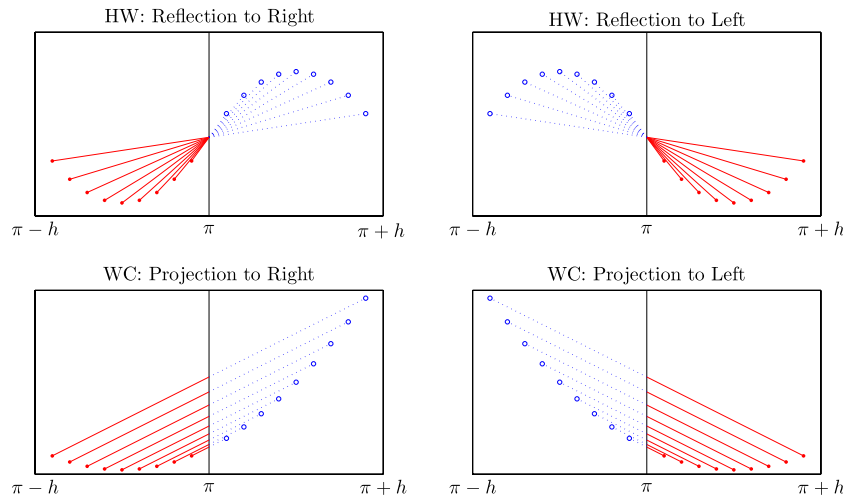 HW: Reflection to Right
HW: Reflection to Left
π − h
π
π + h
π − h
π
π + h
WC: Projection to Right
WC: Projection to Left
π − h
π
π + h
π − h
π
π + h